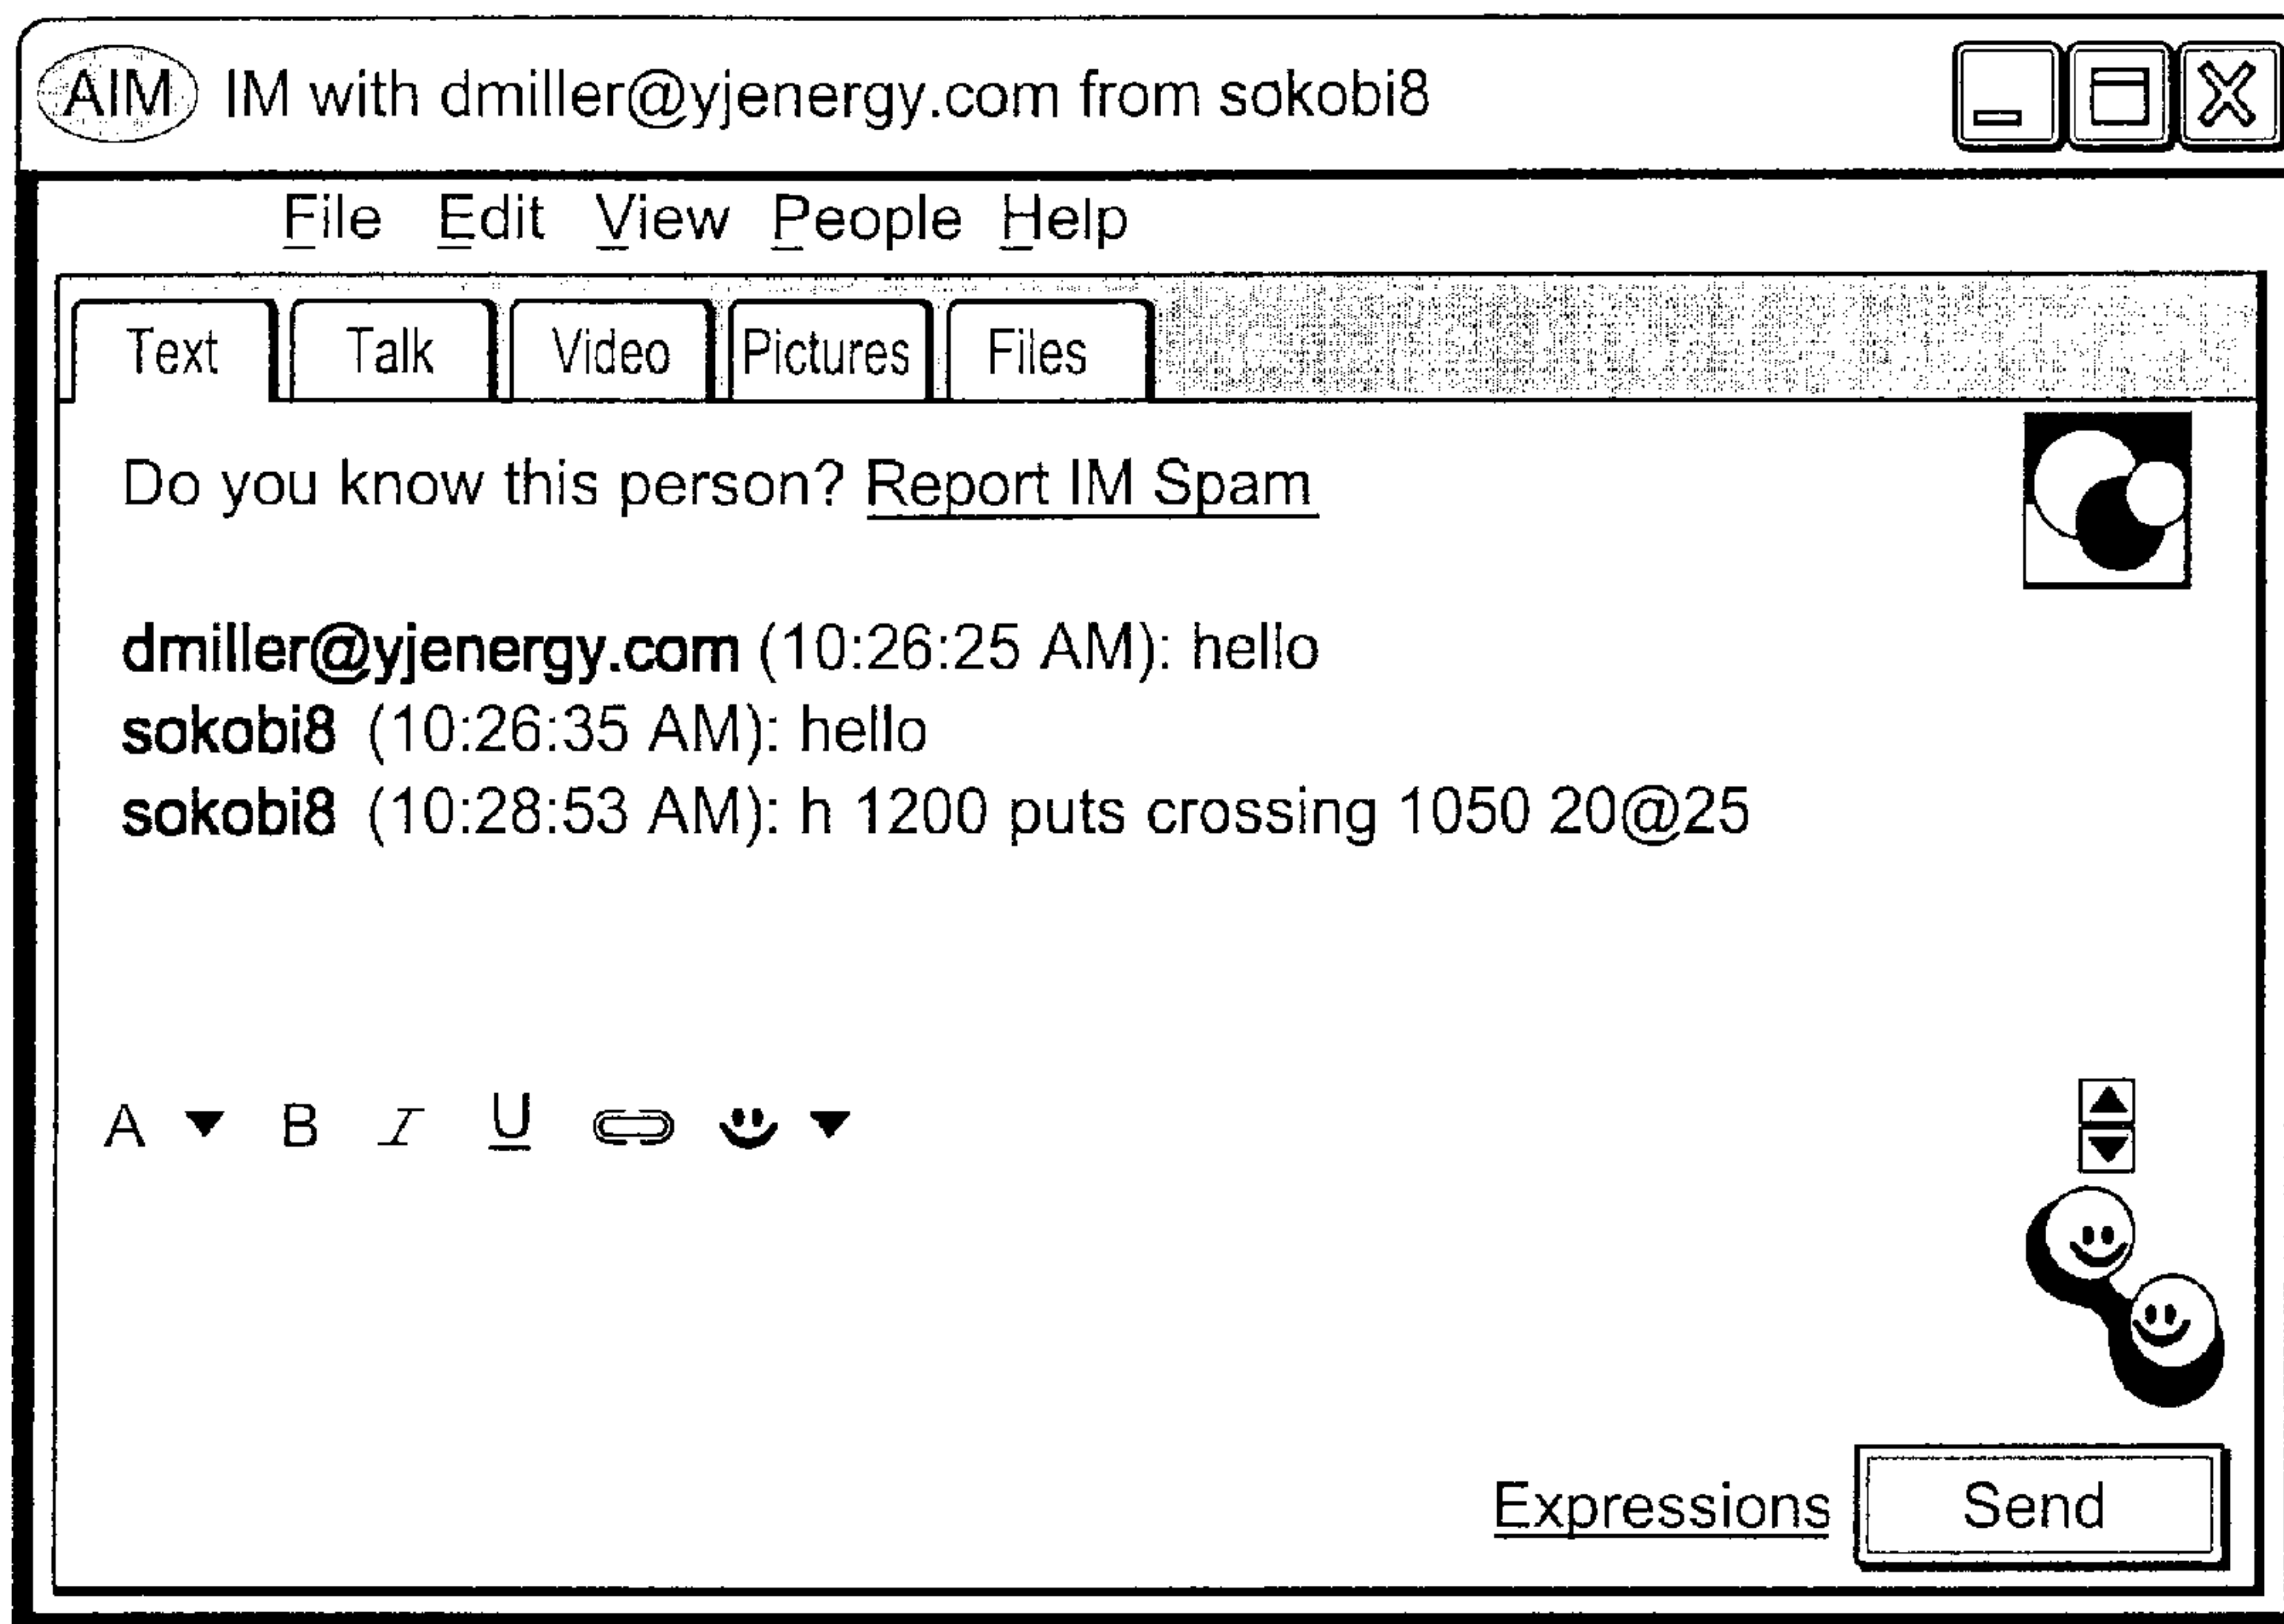 AIM IM with dmiller@yjenergy.com from sokobi8
File Edit View People Help
Text Talk Video Pictures Files
Do you know this person? Report IM Spam
dmiller@yjenergy.com (10:26:25 AM): hello
sokobi8 (10:26:35 AM): hello
sokobi8 (10:28:53 AM): h 1200 puts crossing 1050 20@25
A B I U
Expressions Send